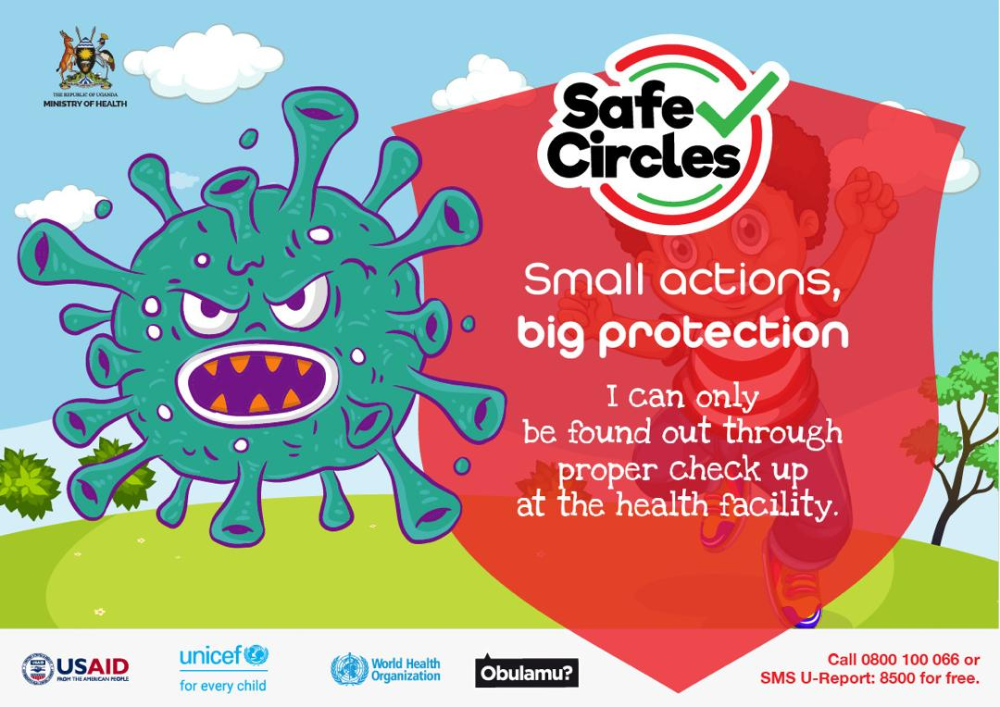 THE REPUBLIC OF UGANDA
MINISTRY OF HEALTH
Safe
Circles
Small actions,
big protection
I can only
be found out through
proper check up
at the health facility.
USAID
USAID
FROM THE AMERICAN PEOPLE
unicef
for every child
World Health
Organization
Obulamu?
Call 0800 100 066 or
SMS U-Report: 8500 for free.